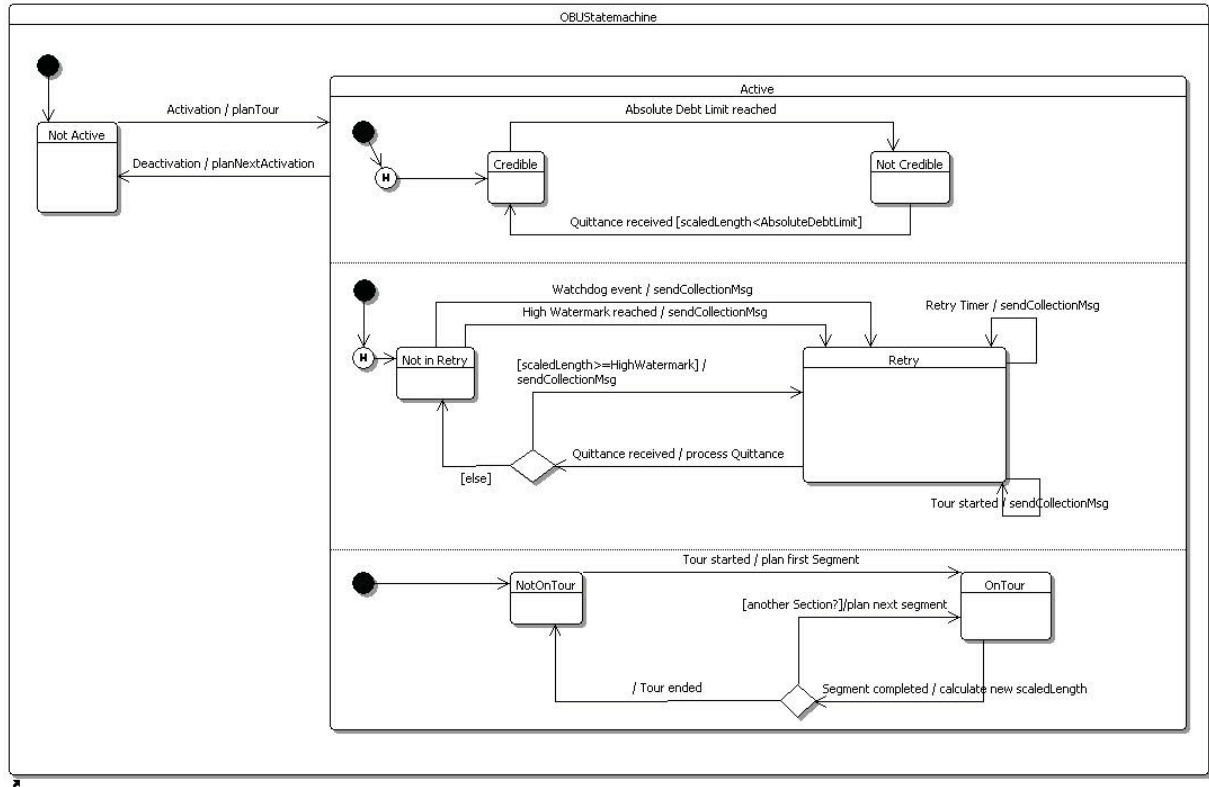 OBUStatemachine
Active
Activation / planTour
Absolute Debt Limit reached
Not Active
Deactivation / planNextActivation
H
Credible
Not Credible
Quittance received [scaledLength<AbsoluteDebtLimit]
Watchdog event / sendCollectionMsg
High Watermark reached / sendCollectionMsg
Retry Timer / sendCollectionMsg
H
Not in Retry
[scaledLength>=HighWatermark] /
sendCollectionMsg
Retry
Quittance received / process Quittance
[else]
Tour started / sendCollectionMsg
Tour started / plan first Segment
NotOnTour
OnTour
[another Section?]/plan next segment
/ Tour ended
Segment completed / calculate new scaledLength